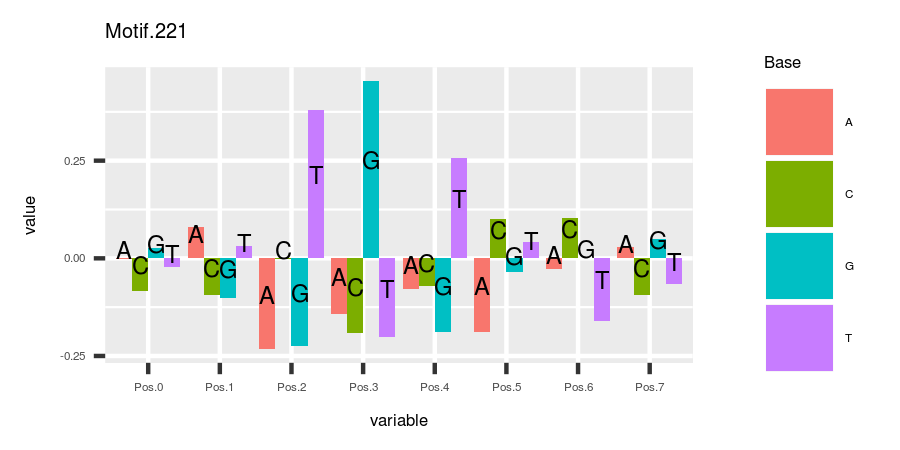 Motif.221
Base
A
C
G
T
value
0.25
0.00
-0.25
A C G T A C G T A C G T A C G T A C G T A C G T A C G T A C G T
Pos.0 Pos.1 Pos.2 Pos.3 Pos.4 Pos.5 Pos.6 Pos.7
variable